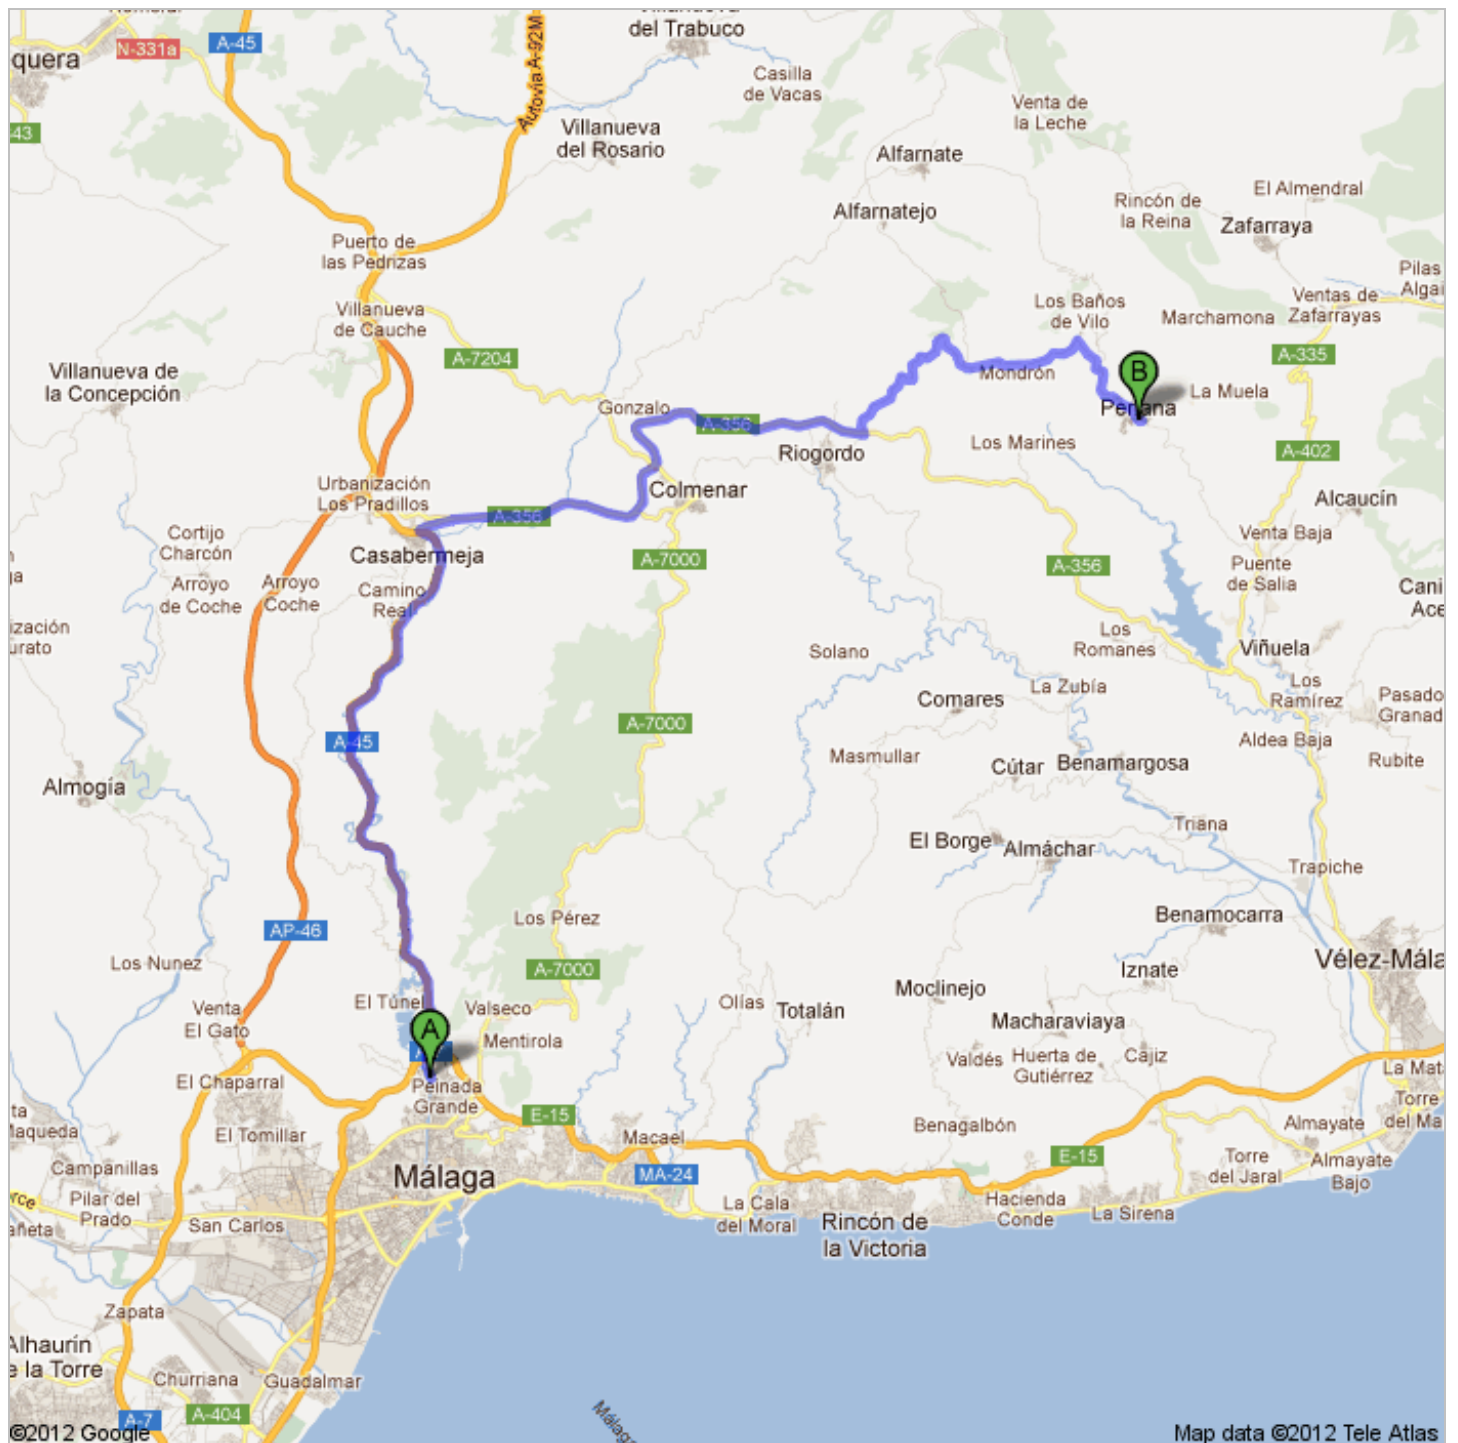 del Trabuco
A-45
N-331a
quera
Autovía A-92M
Casilla
de Vacas
Venta de
la Leche
43
Villanueva
del Rosario
Alfarnate
El Almendral
Rincón de
la Reina
Alfarnatejo
Zafarraya
Puerto de
las Pedrizas
Pilas
Algai
Los Baños
de Vilo
Ventas de
Zafarrayas
Marchamona
Villanueva
de Cauche
A-7204
A-335
Villanueva de
la Concepción
Mondrón
B
La Muela
Gonzalo
Periana
A-356
Los Marines
Riogordo
A-402
Urbanización
Los Pradillos
Colmenar
Alcaucín
A-356
Cortijo
Charcón
Venta Baja
Casabermeja
A-7000
A-356
Puente
de Salia
Arroyo
de Coche
Arroyo
Coche
Camino
Real
Cani
Ace
ización
urato
Los
Romanes
Solano
Viñuela
La Zubía
Los
Ramírez
Comares
Pasado
Granad
A-7000
A-45
Aldea Baja
Masmullar
Cútar
Benamargosa
Rubite
Almogía
Triana
El Borge
Almáchar
Trapiche
Los Pérez
Benamocarra
AP-46
Vélez-Mála
Los Nunez
A-7000
Iznate
Moclinejo
El Túnel
Valseco
Olías
Totalán
Venta
El Gato
Macharaviaya
A
Mentirola
Valdés
Huerta de
Gutiérrez
Cájiz
La Mat
El Chaparral
Peinada
Grande
Torre
del Ma
E-15
Benagalbón
Almayate
El Tomillar
Macael
E-15
Campanillas
Málaga
MA-24
Torre
del Jaral
Almayate
Bajo
Pilar del
Prado
San Carlos
La Cala
del Moral
Hacienda
Conde
La Sirena
Rincón de
la Victoria
Zapata
Alhaurín
e la Torre
Churriana
Guadalmar
A-7
A-404
©2012 Google
Map data ©2012 Tele Atlas